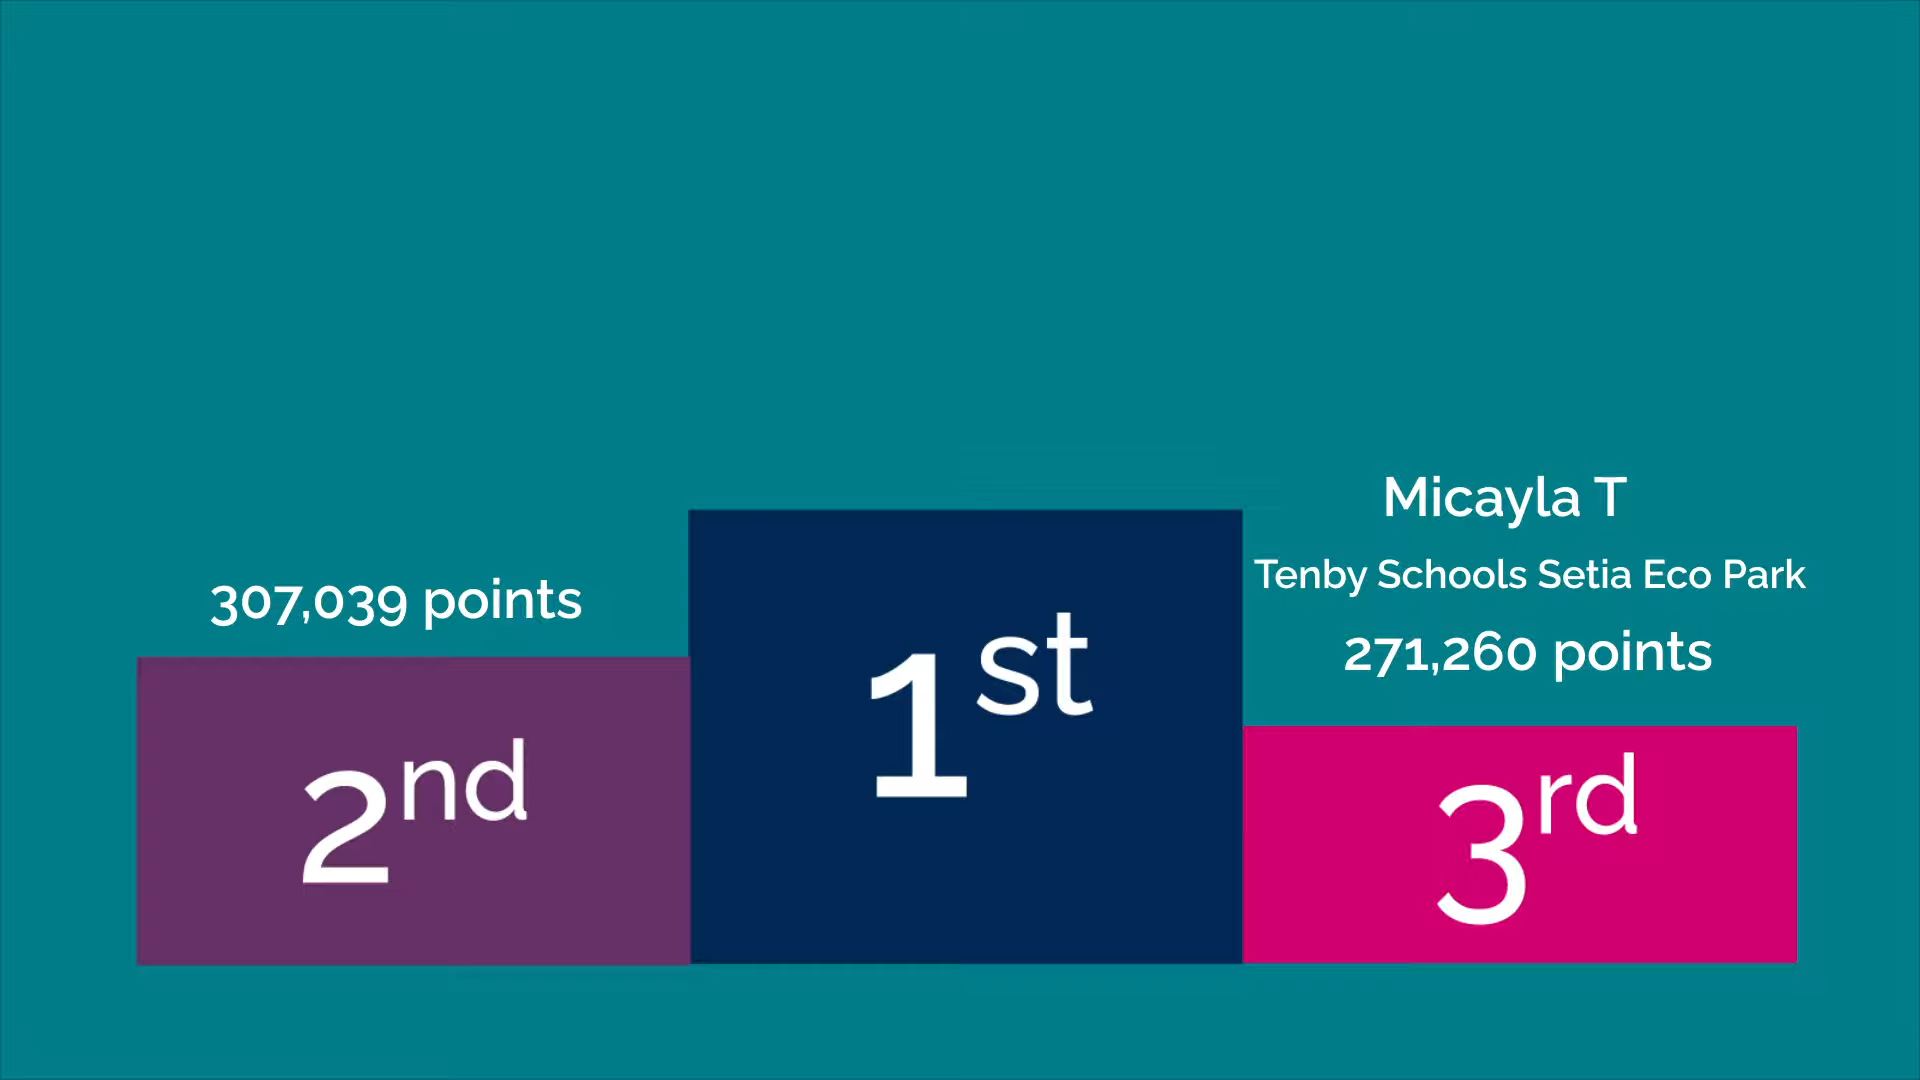 307,039 points
2nd
1st
Micayla T
Tenby Schools Setia Eco Park
271,260 points
3rd